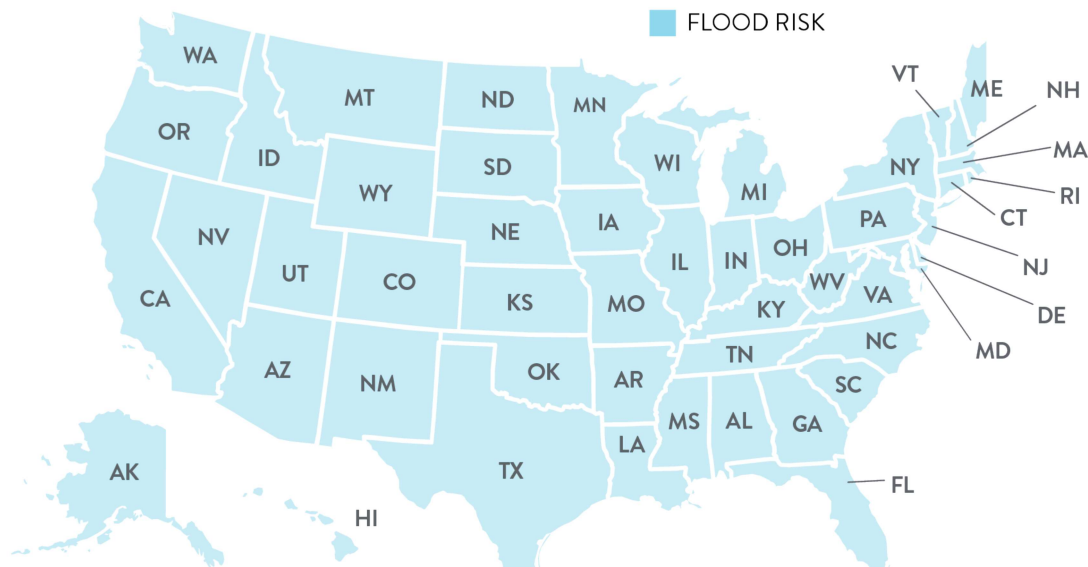 FLOOD RISK
WA
MT
ND
MN
VT
ME
NH
OR
ID
SD
WI
MI
NY
MA
WY
RI
NV
NE
IA
PA
CT
UT
CO
IL
IN
OH
NJ
CA
KS
MO
WV
VA
KY
DE
MD
AZ
NM
OK
AR
TN
NC
SC
MS
AL
GA
LA
AK
TX
FL
HI